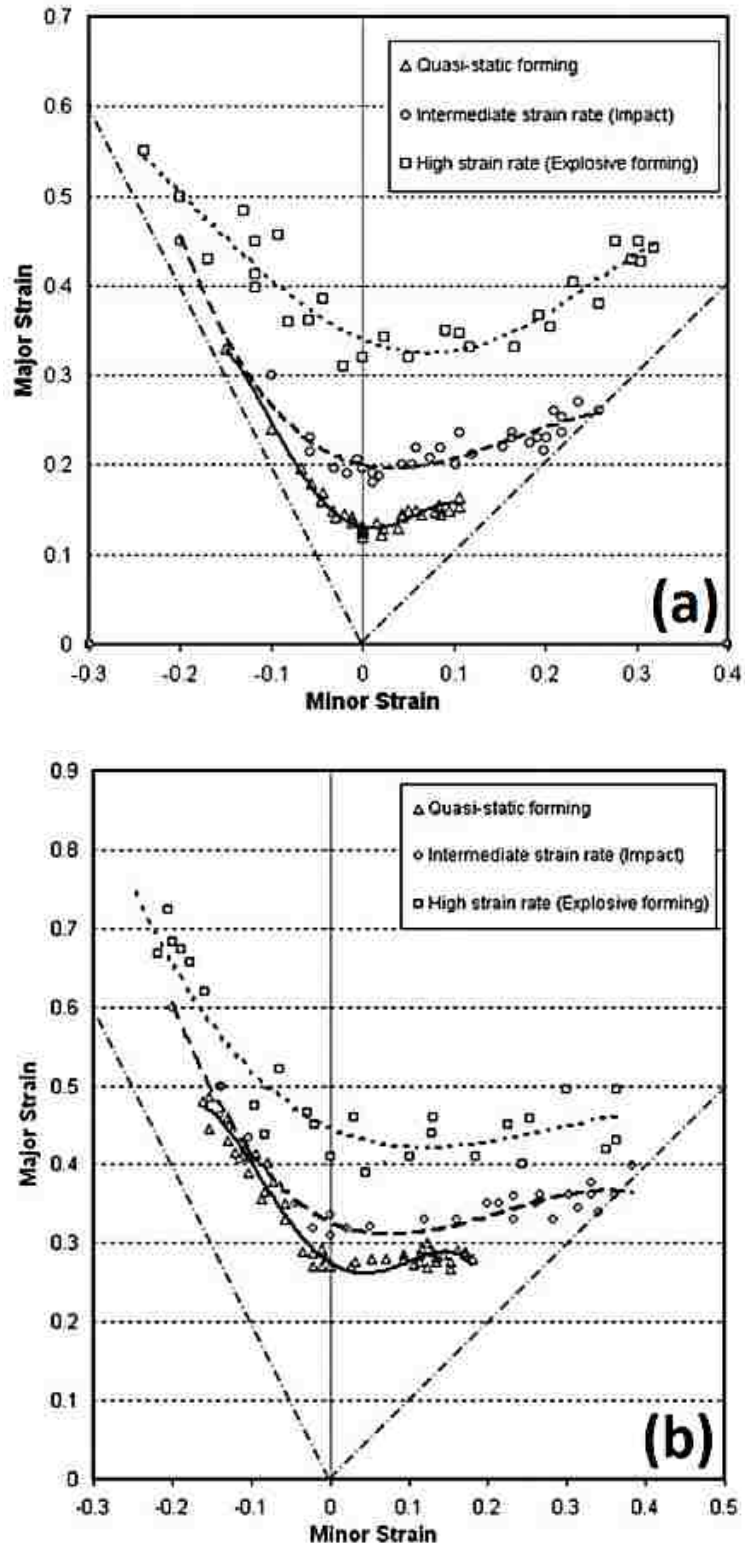 0.7
0.6
0.5
0.4
0.3
0.2
0.1
0
Major Strain
Quasi-static forming
Intermediate strain rate (Impact)
High strain rate (Explosive forming)
(a)
-0.3 -0.2 -0.1 0 0.1 0.2 0.3 0.4
Minor Strain
0.9
0.8
0.7
0.6
0.5
0.4
0.3
0.2
0.1
0
Major Strain
Quasi-static forming
Intermediate strain rate (Impact)
High strain rate (Explosive forming)
(b)
-0.3 -0.2 -0.1 0 0.1 0.2 0.3 0.4 0.5
Minor Strain